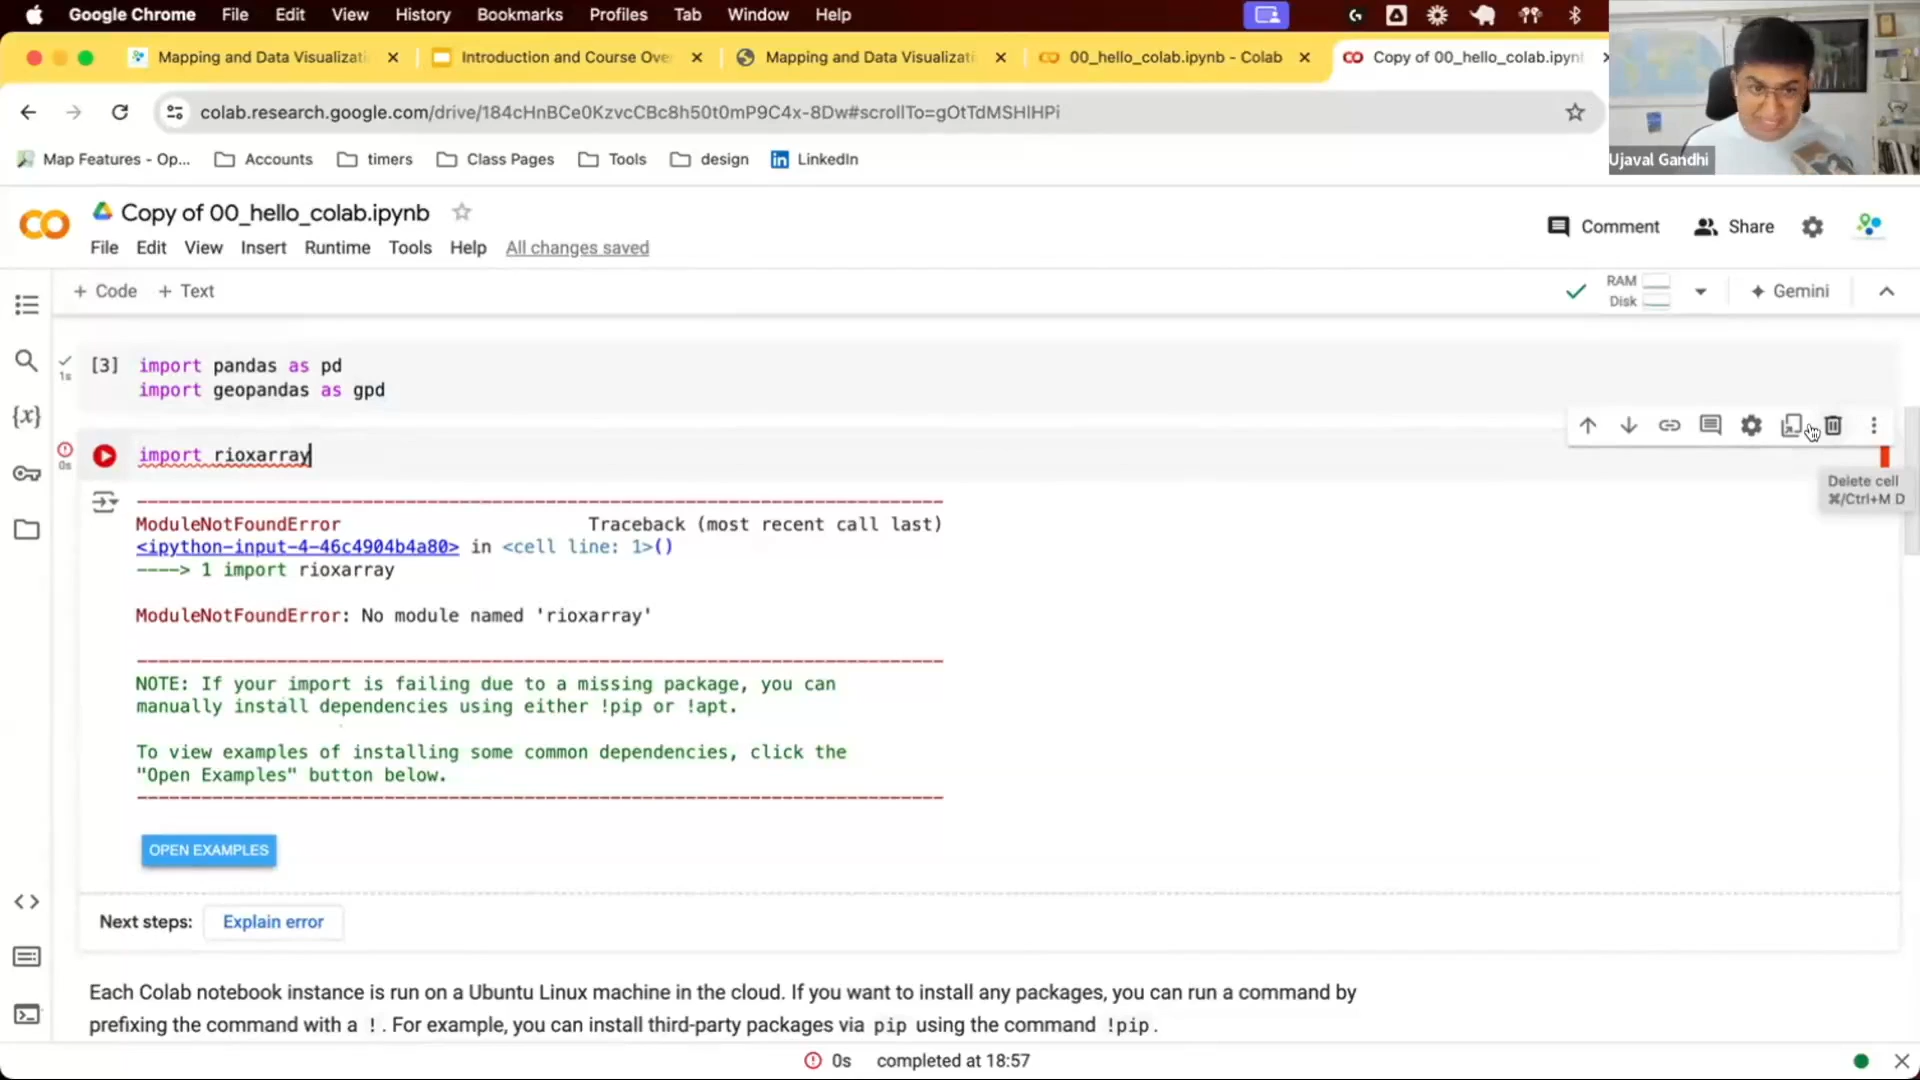 Google Chrome File Edit View History Bookmarks Profiles Tab Window Help
Mapping and Data Visualizati Introduction and Course Ove Mapping and Data Visualizati 00_hello_colab.ipynb - Colab Copy of 00_hello_colab.ipyn
colab.research.google.com/drive/184cHnBCe0KzvcCBc8h50t0mP9C4x-8Dw#scrollTo=gOtTdMSHlHPi
Map Features - Op... Accounts timers Class Pages Tools design LinkedIn
Ujaval Gandhi
Copy of 00_hello_colab.ipynb
Comment Share
File Edit View Insert Runtime Tools Help All changes saved
+ Code + Text
RAM
Disk
Gemini
[3] import pandas as pd
1s
import geopandas as gpd
import rioxarray
0s
Delete cell
⌘/Ctrl+M D
ModuleNotFoundError Traceback (most recent call last)
<ipython-input-4-46c4904b4a80> in <cell line: 1>()
----> 1 import rioxarray
ModuleNotFoundError: No module named 'rioxarray'
NOTE: If your import is failing due to a missing package, you can
manually install dependencies using either !pip or !apt.
To view examples of installing some common dependencies, click the
"Open Examples" button below.
OPEN EXAMPLES
Next steps: Explain error
Each Colab notebook instance is run on a Ubuntu Linux machine in the cloud. If you want to install any packages, you can run a command by
prefixing the command with a !. For example, you can install third-party packages via pip using the command !pip.
0s completed at 18:57